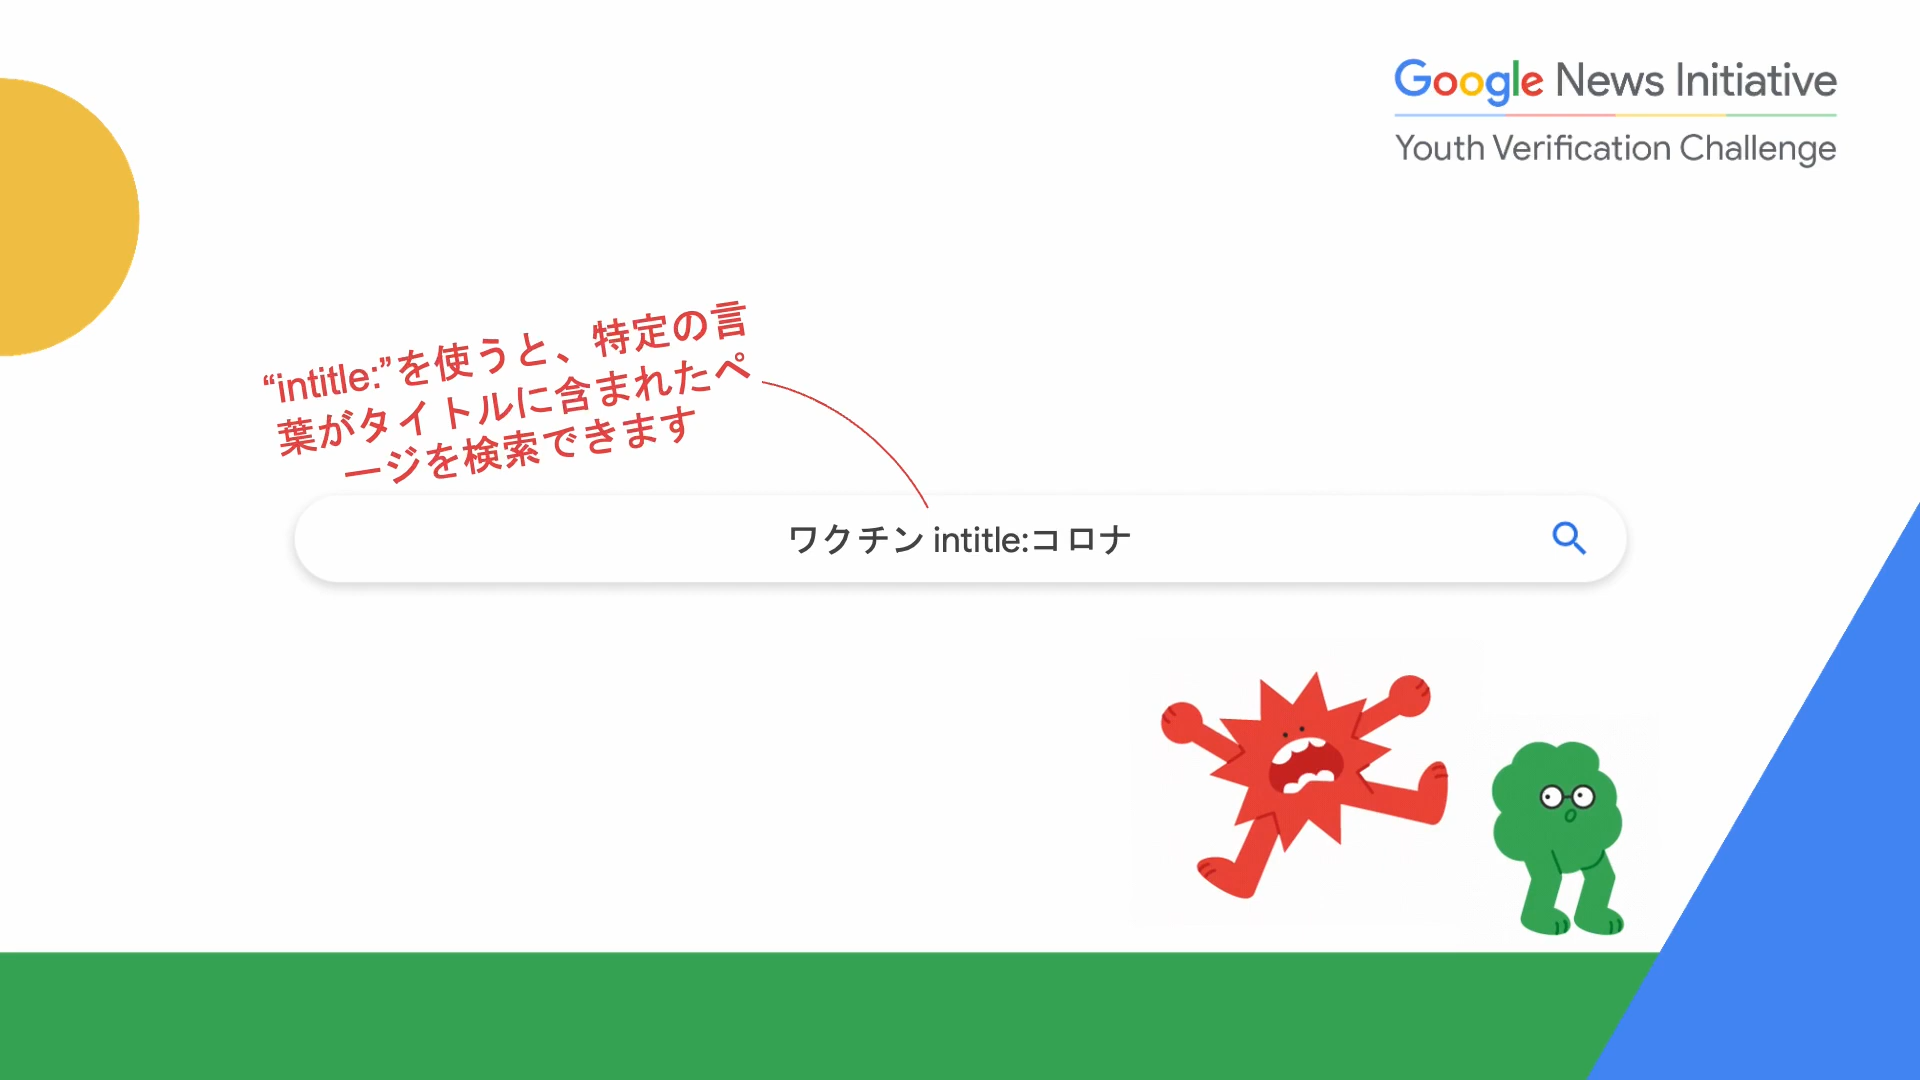 Google News Initiative
Youth Verification Challenge
“intitle:”を使うと、特定の言
葉がタイトルに含まれたペ
ージを検索できます
ワクチン intitle:コロナ